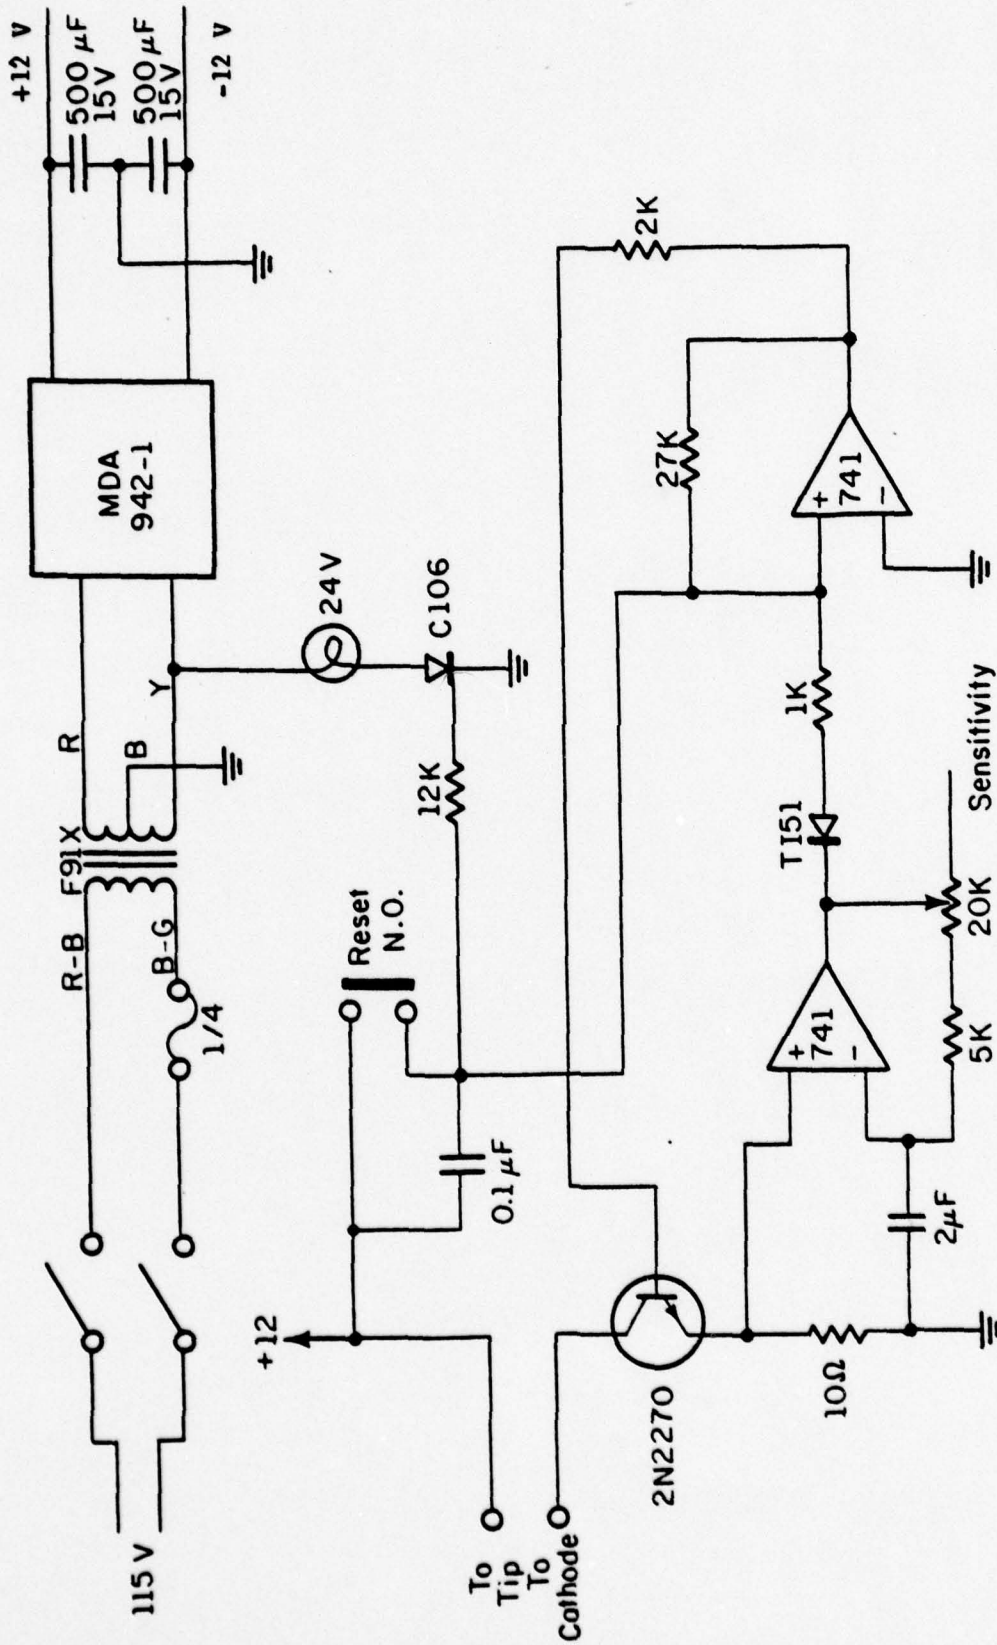 115 V
R-B
B-G
1/4
F91X
R
B
Y
MDA
942-1
+12 V
500 μF
15V
500 μF
15V
-12 V
24V
C106
12K
Reset
N.O.
+12
0.1 μF
To
Tip
To
Cathode
2N2270
10Ω
2μF
+
741
-
5K
20K
Sensitivity
TI51
1K
27K
+
741
-
2K